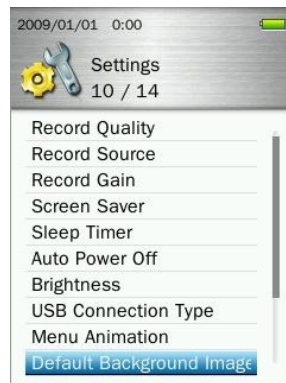 2009/01/01 0:00
Settings
10 / 14
Record Quality
Record Source
Record Gain
Screen Saver
Sleep Timer
Auto Power Off
Brightness
USB Connection Type
Menu Animation
Default Background Image